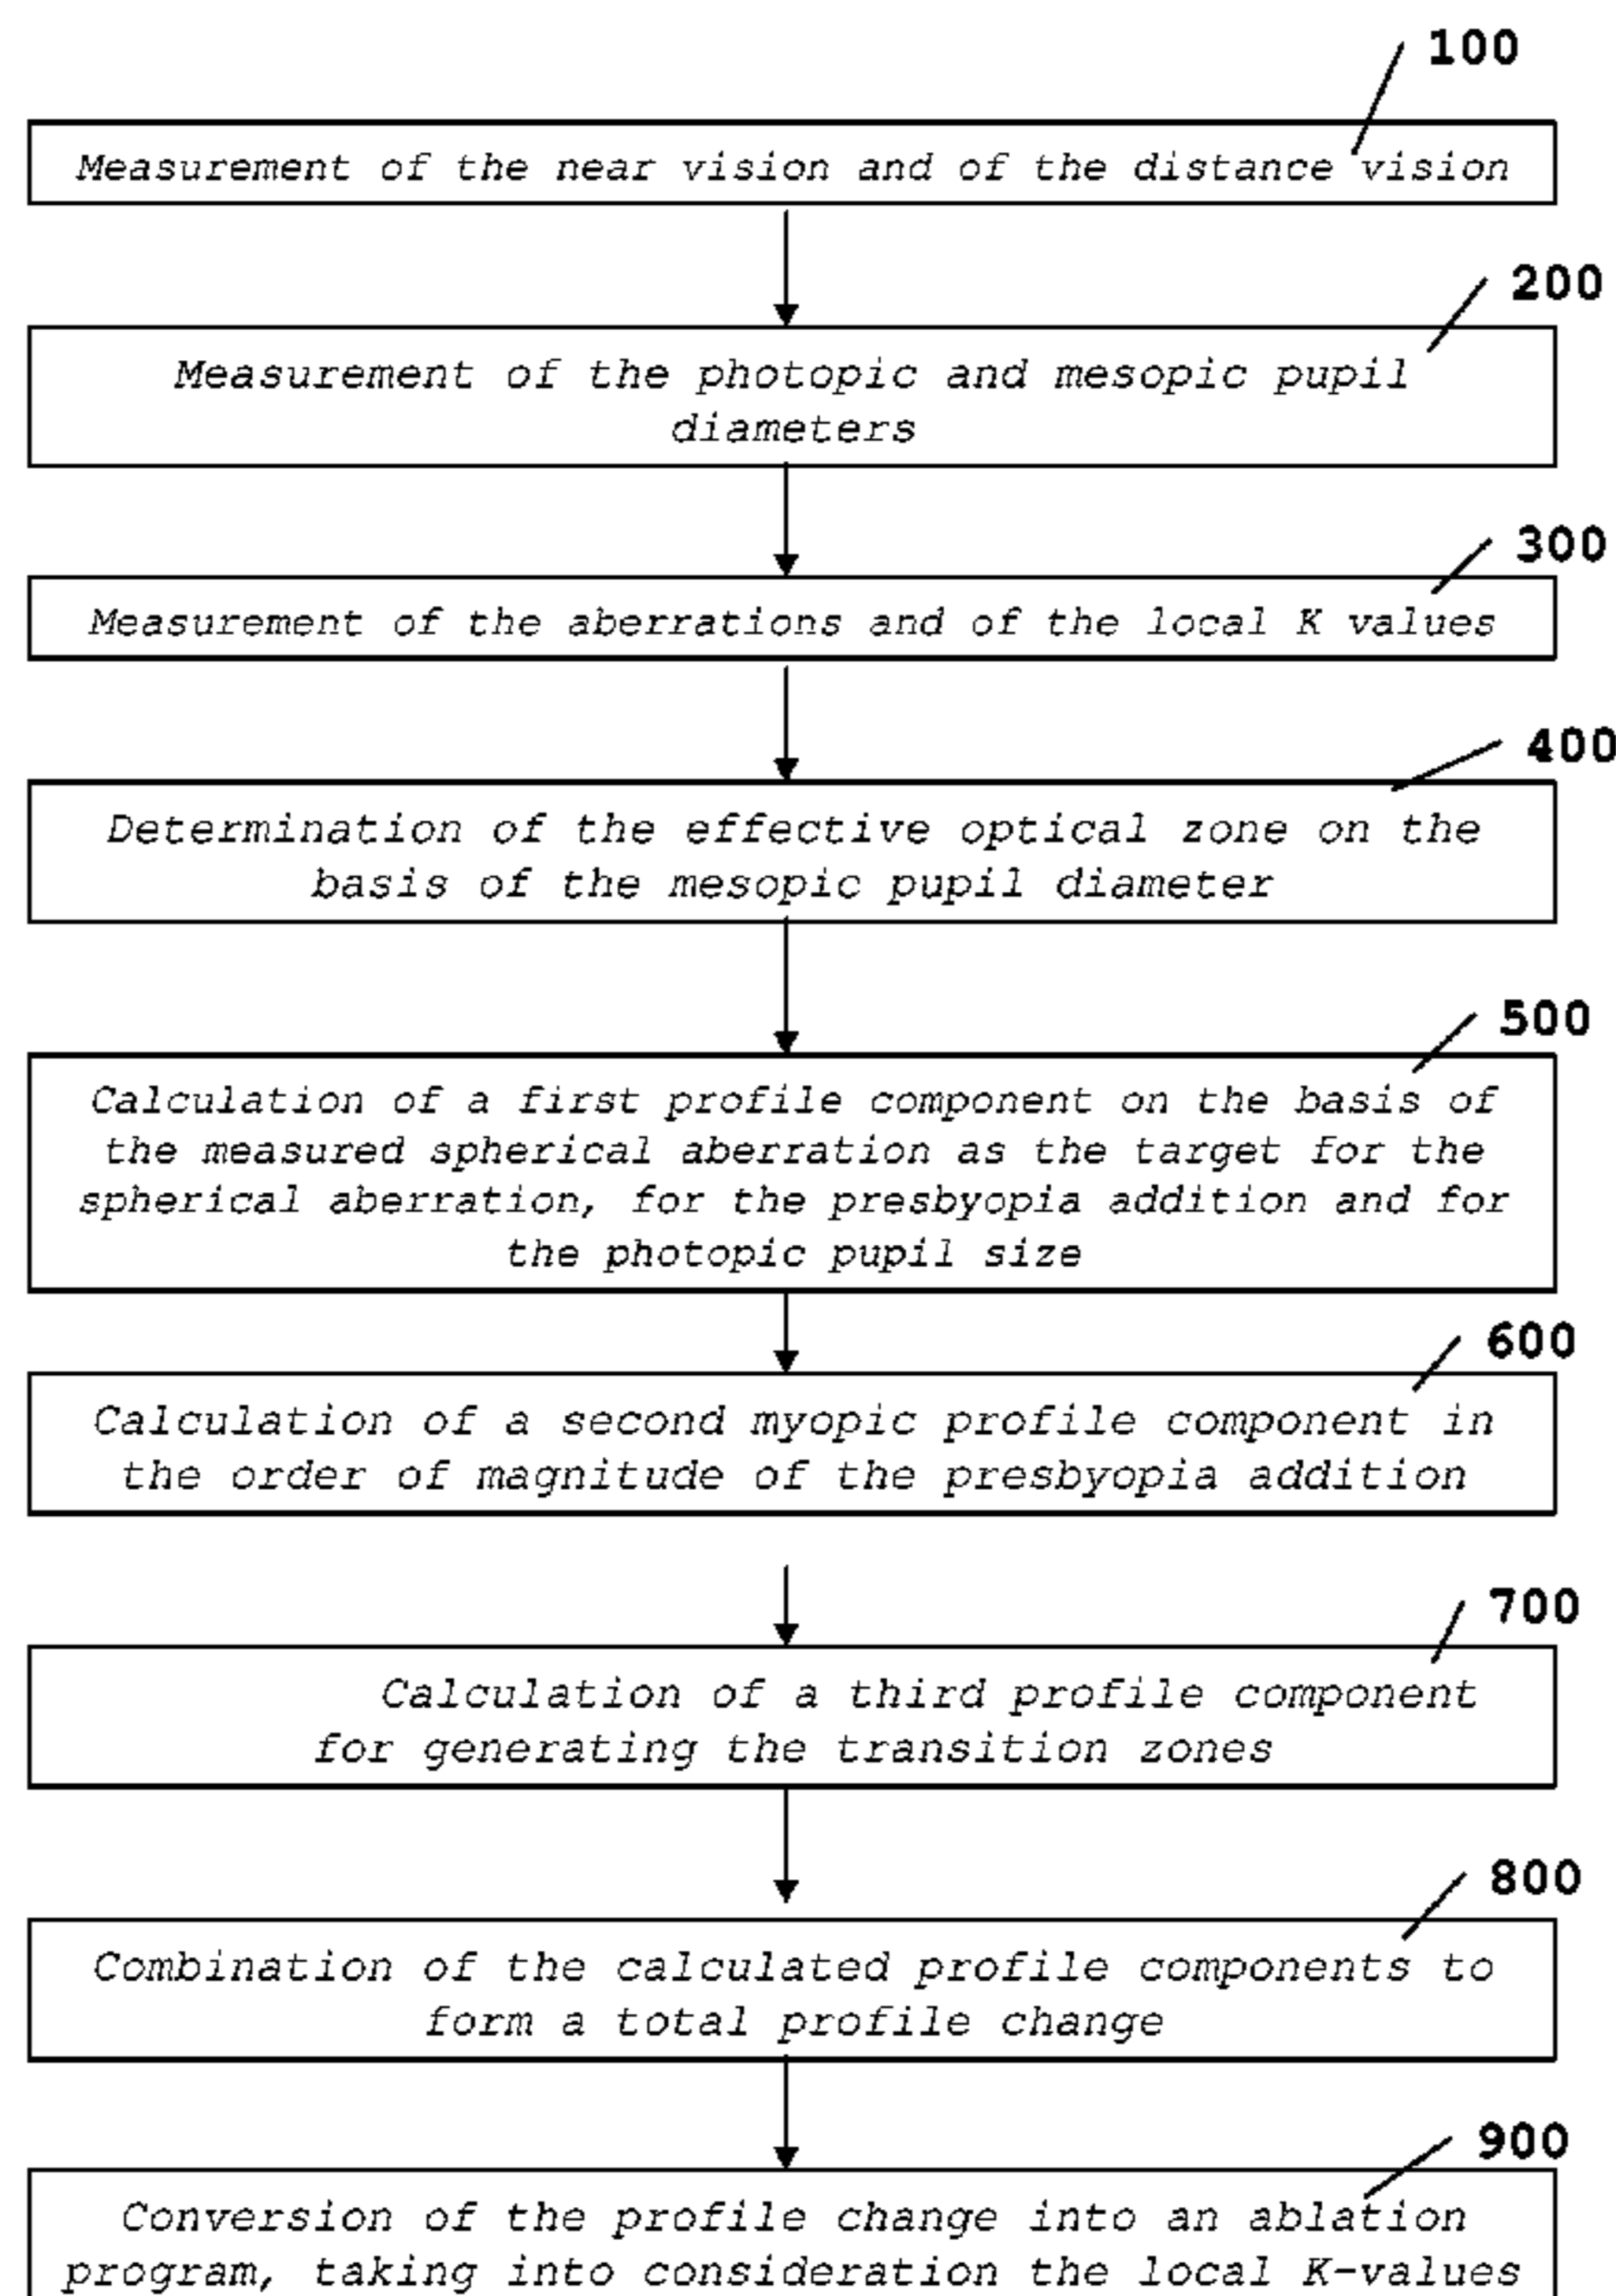 100
Measurement of the near vision and of the distance vision
200
Measurement of the photopic and mesopic pupil
diameters
300
Measurement of the aberrations and of the local K values
400
Determination of the effective optical zone on the
basis of the mesopic pupil diameter
500
Calculation of a first profile component on the basis of
the measured spherical aberration as the target for the
spherical aberration, for the presbyopia addition and for
the photopic pupil size
600
Calculation of a second myopic profile component in
the order of magnitude of the presbyopia addition
700
Calculation of a third profile component
for generating the transition zones
800
Combination of the calculated profile components to
form a total profile change
900
Conversion of the profile change into an ablation
program, taking into consideration the local K-values